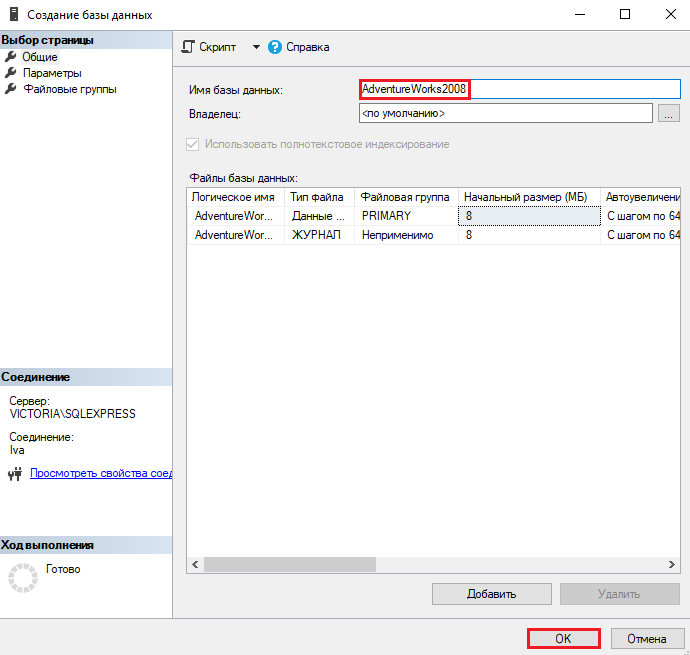 Создание базы данных
Выбор страницы
Общие
Параметры
Файловые группы
Скрипт
Справка
Имя базы данных: AdventureWorks2008
Владелец: <по умолчанию> ...
Использовать полнотекстовое индексирование
Файлы базы данных:
Логическое имя Тип файла Файловая группа Начальный размер (МБ) Автоувеличени
AdventureWor... Данные ... PRIMARY 8 С шагом по 64
AdventureWor... ЖУРНАЛ Неприменимо 8 С шагом по 64
Соединение
Сервер:
VICTORIA\SQLEXPRESS
Соединение:
Iva
Просмотреть свойства соед
Ход выполнения
Готово
Добавить Удалить
OK Отмена